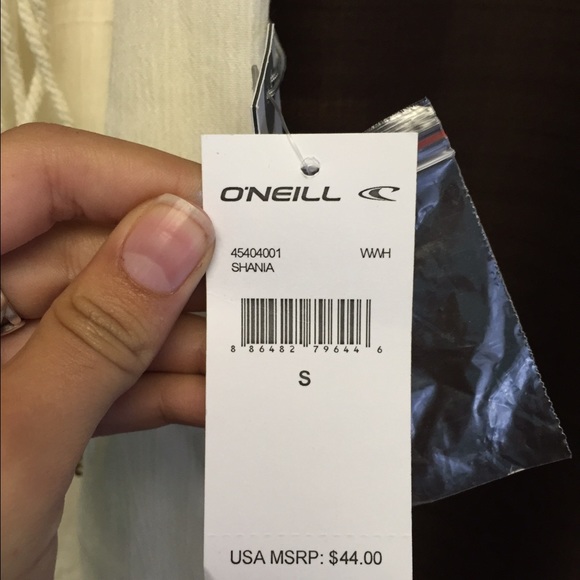 O'NEILL
45404001 WWH
SHANIA
8 86482 79644 6
S
USA MSRP: $44.00